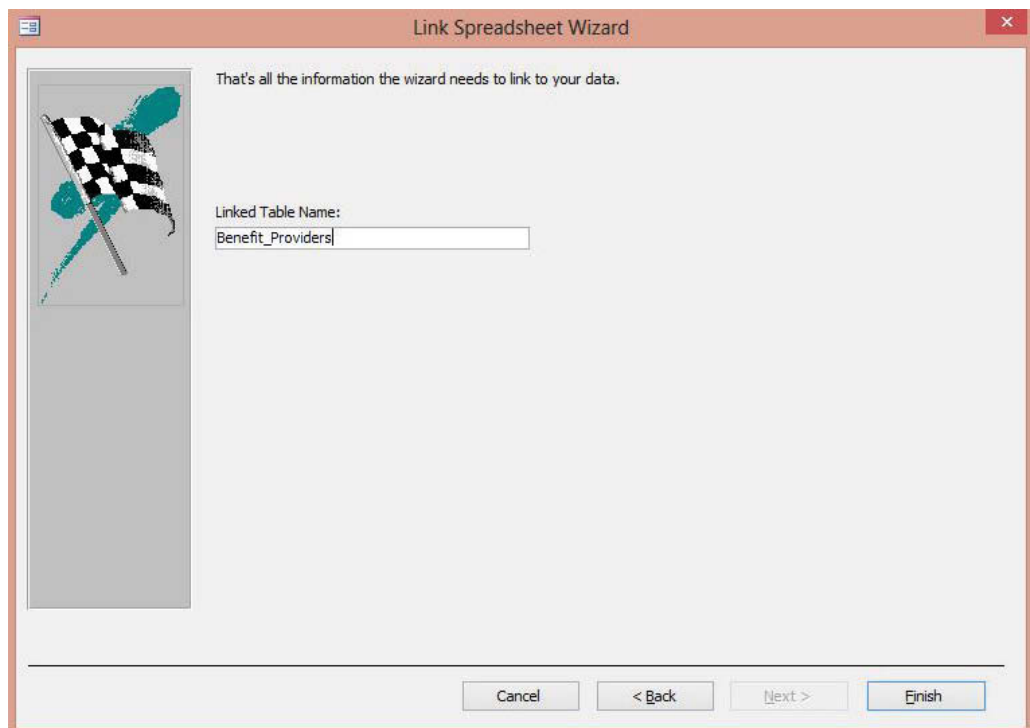 Link Spreadsheet Wizard
That's all the information the wizard needs to link to your data.
Linked Table Name:
Benefit_Providers
Cancel
< Back
Next >
Finish